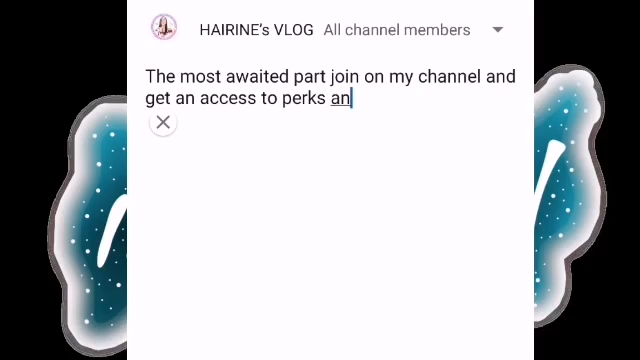 HAIRINE's VLOG All channel members
The most awaited part join on my channel and
get an access to perks an